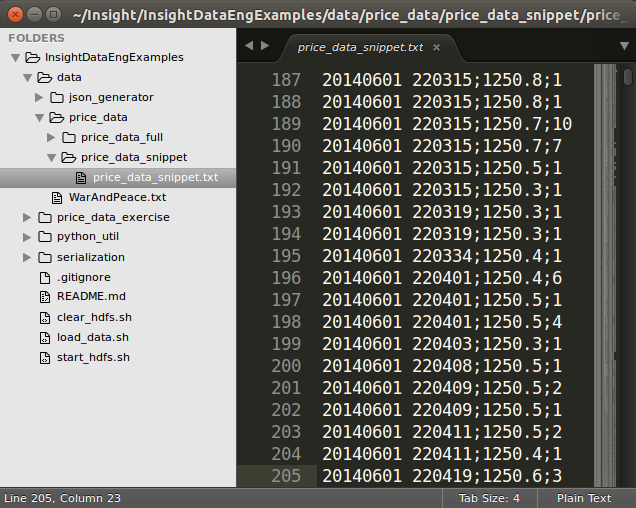 ~/Insight/InsightDataEngExamples/data/price_data/price_data_snippet/price_
FOLDERS
InsightDataEngExamples
data
json_generator
price_data
price_data_full
price_data_snippet
price_data_snippet.txt
WarAndPeace.txt
price_data_exercise
python_util
serialization
.gitignore
README.md
clear_hdfs.sh
load_data.sh
start_hdfs.sh
price_data_snippet.txt ×
187 20140601 220315;1250.8;1
188 20140601 220315;1250.8;1
189 20140601 220315;1250.7;10
190 20140601 220315;1250.7;7
191 20140601 220315;1250.5;1
192 20140601 220315;1250.3;1
193 20140601 220319;1250.3;1
194 20140601 220319;1250.3;1
195 20140601 220334;1250.4;1
196 20140601 220401;1250.4;6
197 20140601 220401;1250.5;1
198 20140601 220401;1250.5;4
199 20140601 220403;1250.3;1
200 20140601 220408;1250.5;1
201 20140601 220409;1250.5;2
202 20140601 220409;1250.5;1
203 20140601 220411;1250.5;2
204 20140601 220411;1250.4;1
205 20140601 220419;1250.6;3
Line 205, Column 23
Tab Size: 4
Plain Text